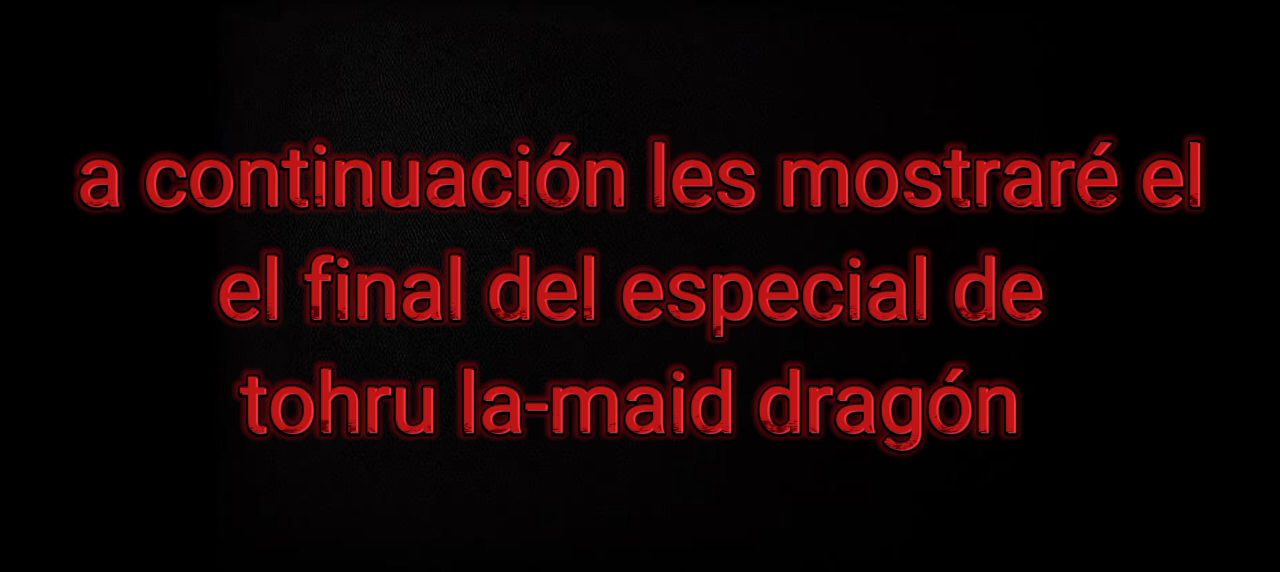 a continuación les mostraré el
el final del especial de
tohru la-maid dragón